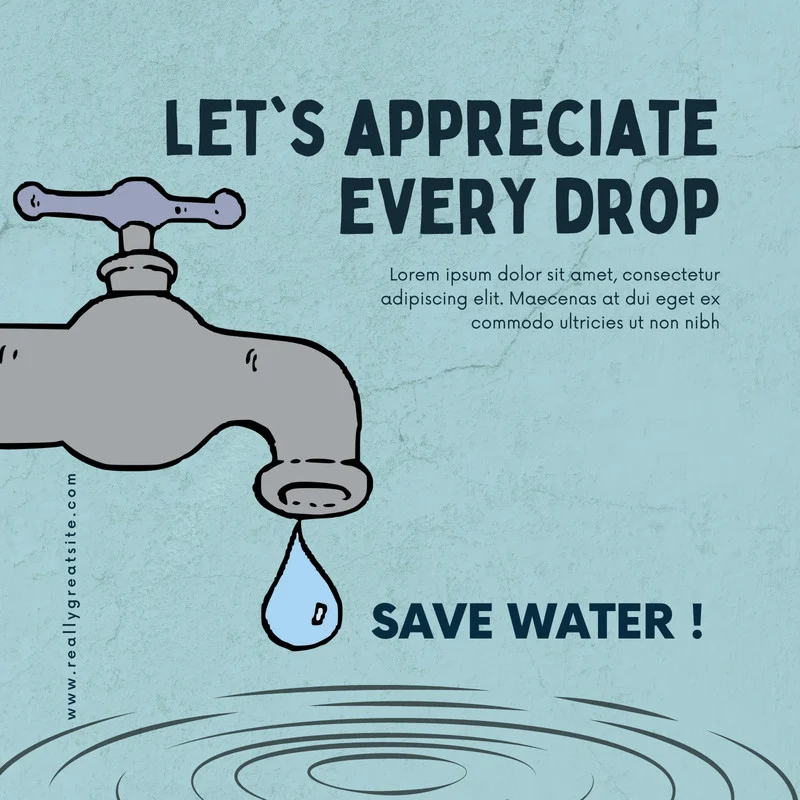 LET`S APPRECIATE
EVERY DROP
Lorem ipsum dolor sit amet, consectetur
adipiscing elit. Maecenas at dui eget ex
commodo ultricies ut non nibh
www.reallygreatsite.com
SAVE WATER !